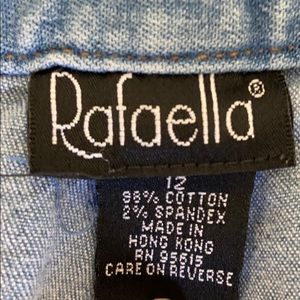 Rafaella®
12
98% COTTON
2% SPANDEX
MADE IN
HONG KONG
RN 95615
CARE ON REVERSE